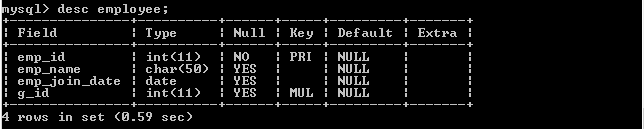 mysql> desc employee;
+---------------+----------+------+-----+---------+-------+
| Field         | Type     | Null | Key | Default | Extra |
+---------------+----------+------+-----+---------+-------+
| emp_id        | int(11)  | NO   | PRI | NULL    |       |
| emp_name      | char(50) | YES  |     | NULL    |       |
| emp_join_date | date     | YES  |     | NULL    |       |
| g_id          | int(11)  | YES  | MUL | NULL    |       |
+---------------+----------+------+-----+---------+-------+
4 rows in set (0.59 sec)